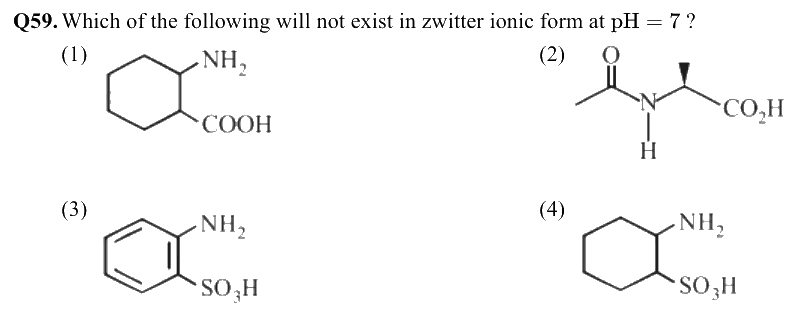 Q59. Which of the following will not exist in zwitter ionic form at pH = 7 ?
(1) NH₂ COOH
(2) O N H CO₂H
(3) NH₂ SO₃H
(4) NH₂ SO₃H